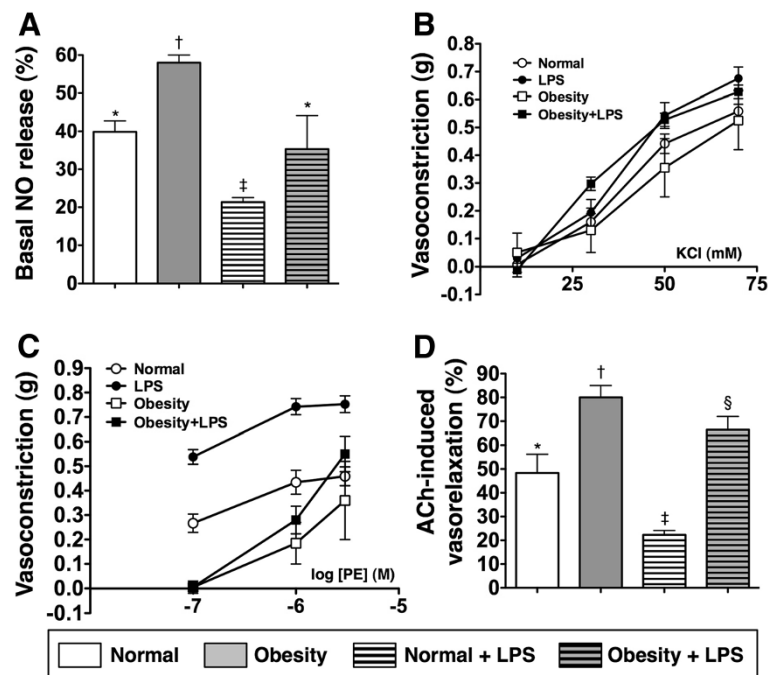 A
Basal NO release (%)
60
50
40
30
20
10
0
*
†
‡
*
B
Vasoconstriction (g)
0.8
0.7
0.6
0.5
0.4
0.3
0.2
0.1
0.0
-0.1
Normal
LPS
Obesity
Obesity+LPS
KCl (mM)
25
50
75
C
Vasoconstriction (g)
0.9
0.8
0.7
0.6
0.5
0.4
0.3
0.2
0.1
0.0
-0.1
Normal
LPS
Obesity
Obesity+LPS
log [PE] (M)
-7
-6
-5
D
ACh-induced
vasorelaxation (%)
90
80
70
60
50
40
30
20
10
0
*
†
‡
§
Normal
Obesity
Normal + LPS
Obesity + LPS